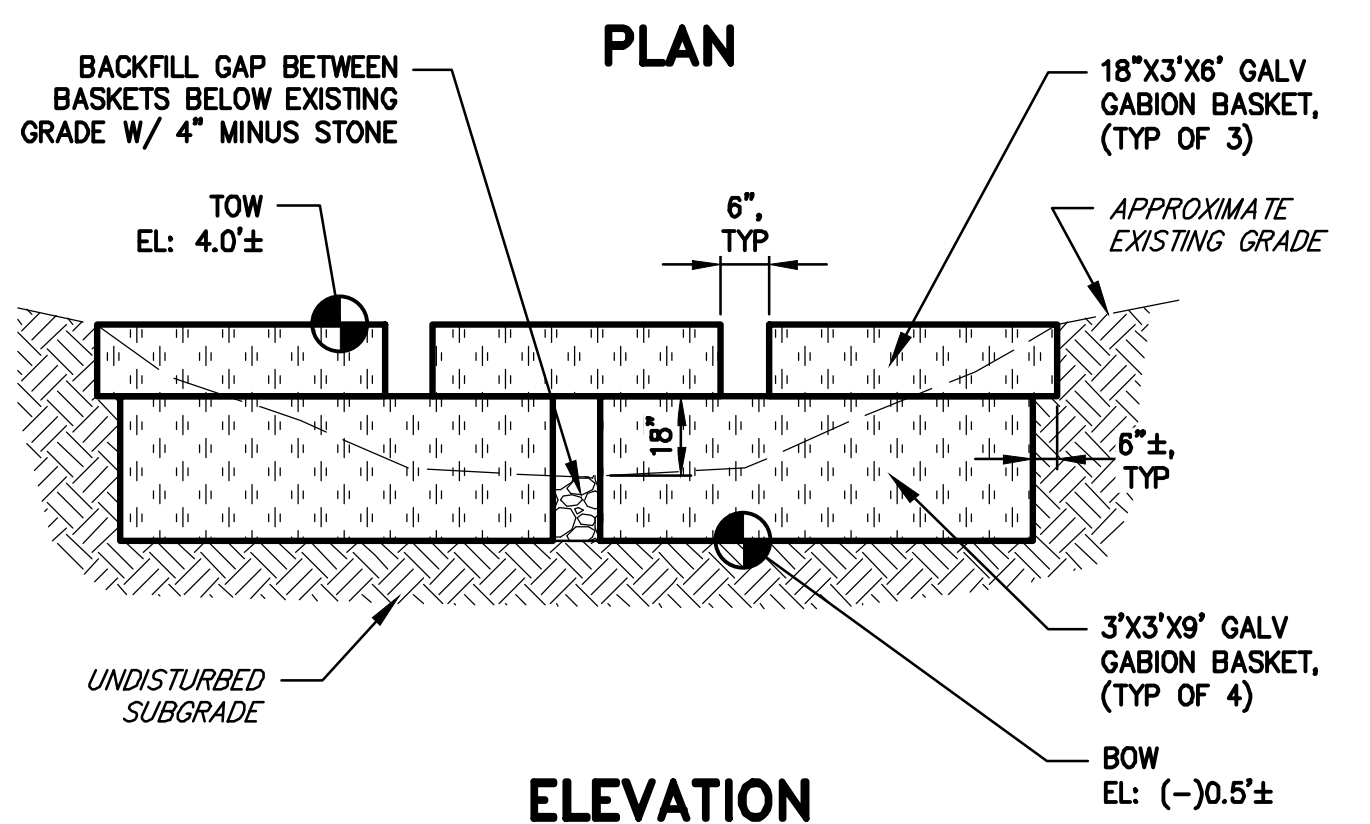 PLAN
BACKFILL GAP BETWEEN
BASKETS BELOW EXISTING
GRADE W/ 4" MINUS STONE
18"X3'X6' GALV
GABION BASKET,
(TYP OF 3)
TOW
EL: 4.0'±
6",
TYP
APPROXIMATE
EXISTING GRADE
18"
6"±,
TYP
UNDISTURBED
SUBGRADE
3'X3'X9' GALV
GABION BASKET,
(TYP OF 4)
BOW
EL: (-)0.5'±
ELEVATION